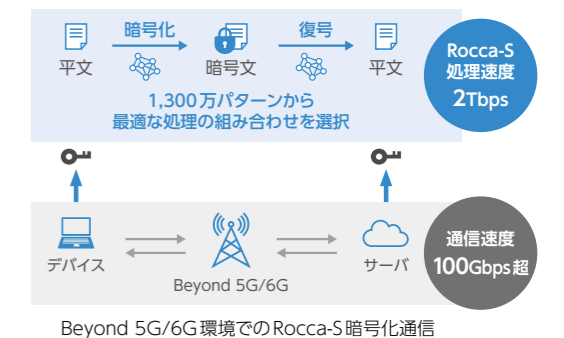 暗号化
復号
平文
暗号文
平文
1,300万パターンから
最適な処理の組み合わせを選択
Rocca-S
処理速度
2Tbps
デバイス
Beyond 5G/6G
サーバ
通信速度
100Gbps超
Beyond 5G/6G環境でのRocca-S暗号化通信